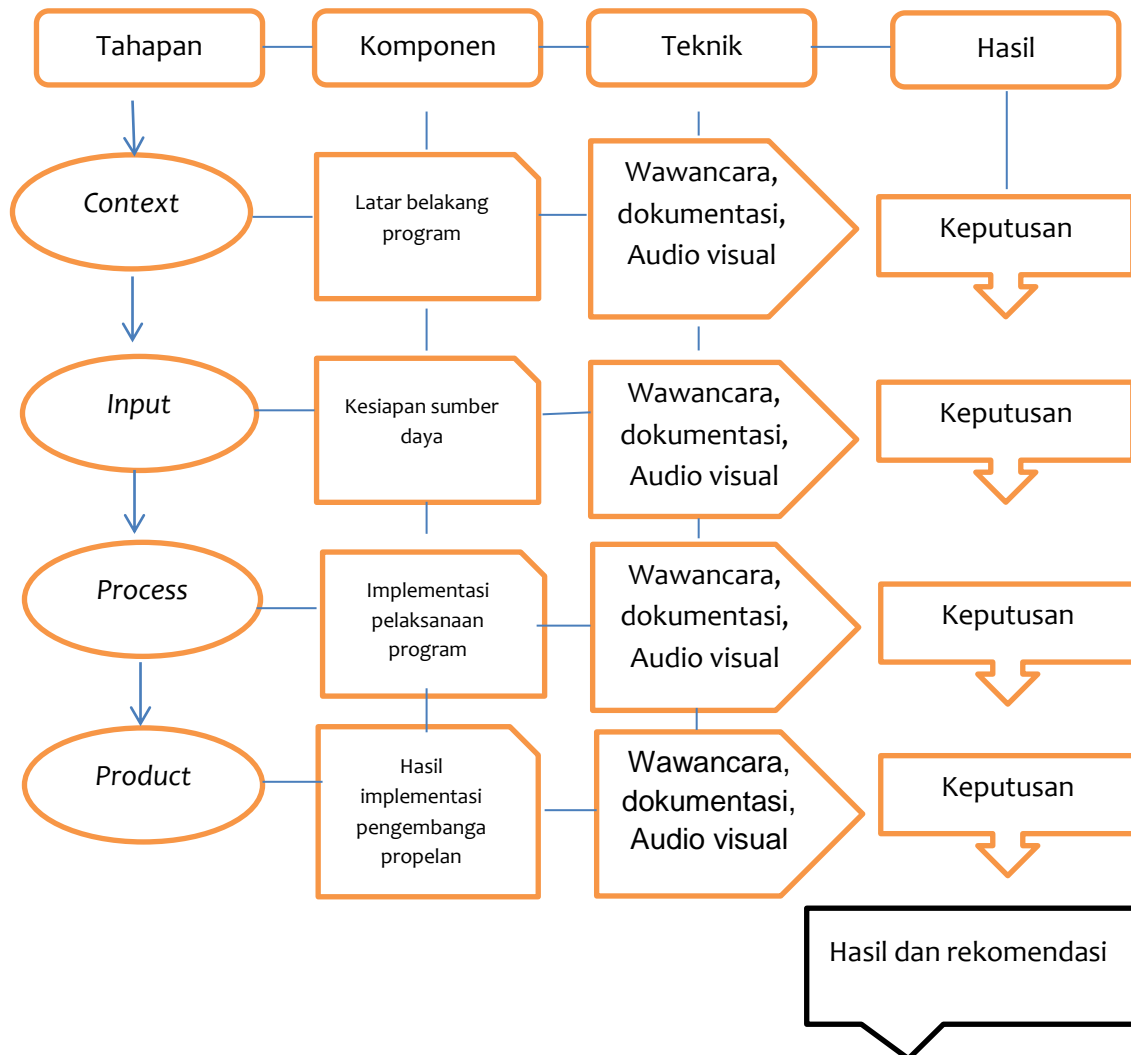 Tahapan
Komponen
Teknik
Hasil
Context
Latar belakang
program
Wawancara,
dokumentasi,
Audio visual
Keputusan
Input
Kesiapan sumber
daya
Wawancara,
dokumentasi,
Audio visual
Keputusan
Process
Implementasi
pelaksanaan
program
Wawancara,
dokumentasi,
Audio visual
Keputusan
Product
Hasil
implementasi
pengembanga
propelan
Wawancara,
dokumentasi,
Audio visual
Keputusan
Hasil dan rekomendasi